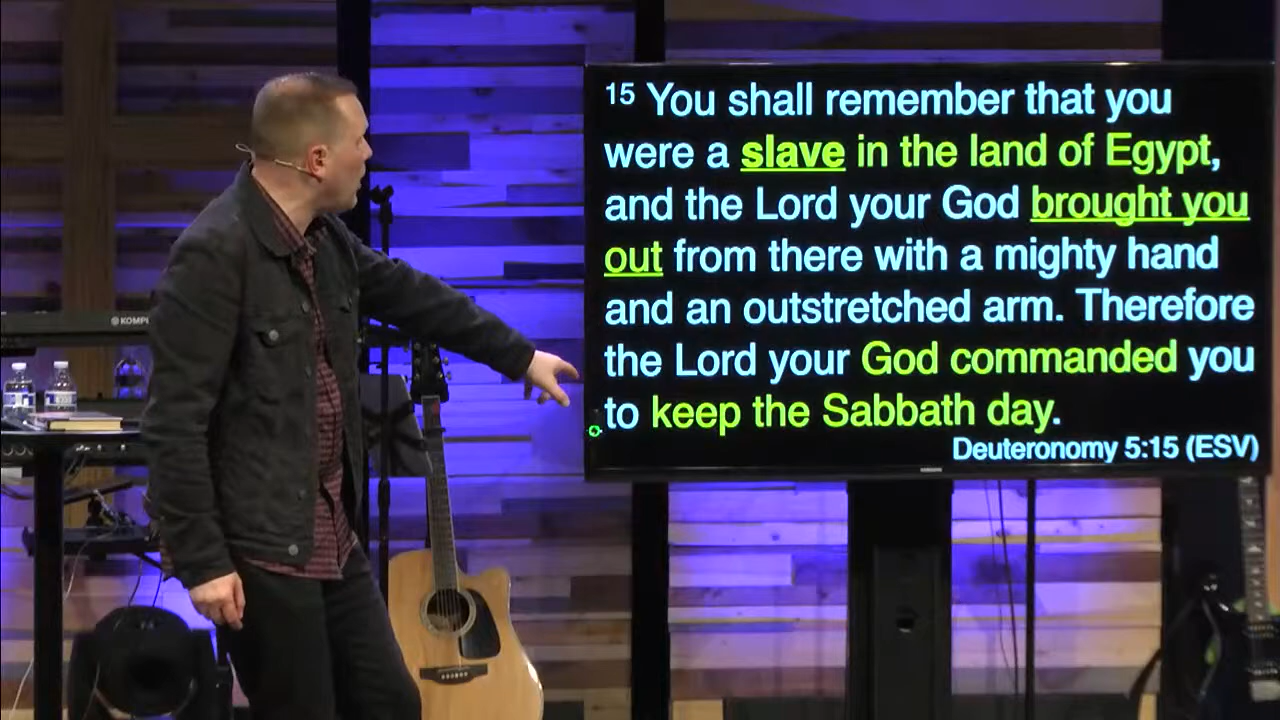 15 You shall remember that you
were a slave in the land of Egypt,
and the Lord your God brought you
out from there with a mighty hand
and an outstretched arm. Therefore
the Lord your God commanded you
to keep the Sabbath day.
Deuteronomy 5:15 (ESV)
KOMPL
SAMSUNG